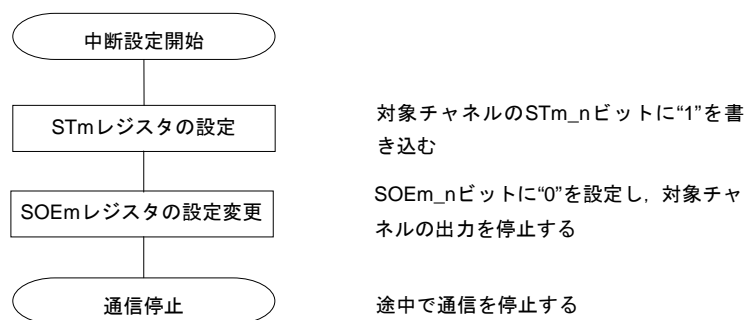 中断設定開始
STmレジスタの設定
対象チャネルのSTm_nビットに“1”を書
き込む
SOEmレジスタの設定変更
SOEm_nビットに“0”を設定し，対象チャ
ネルの出力を停止する
通信停止
途中で通信を停止する